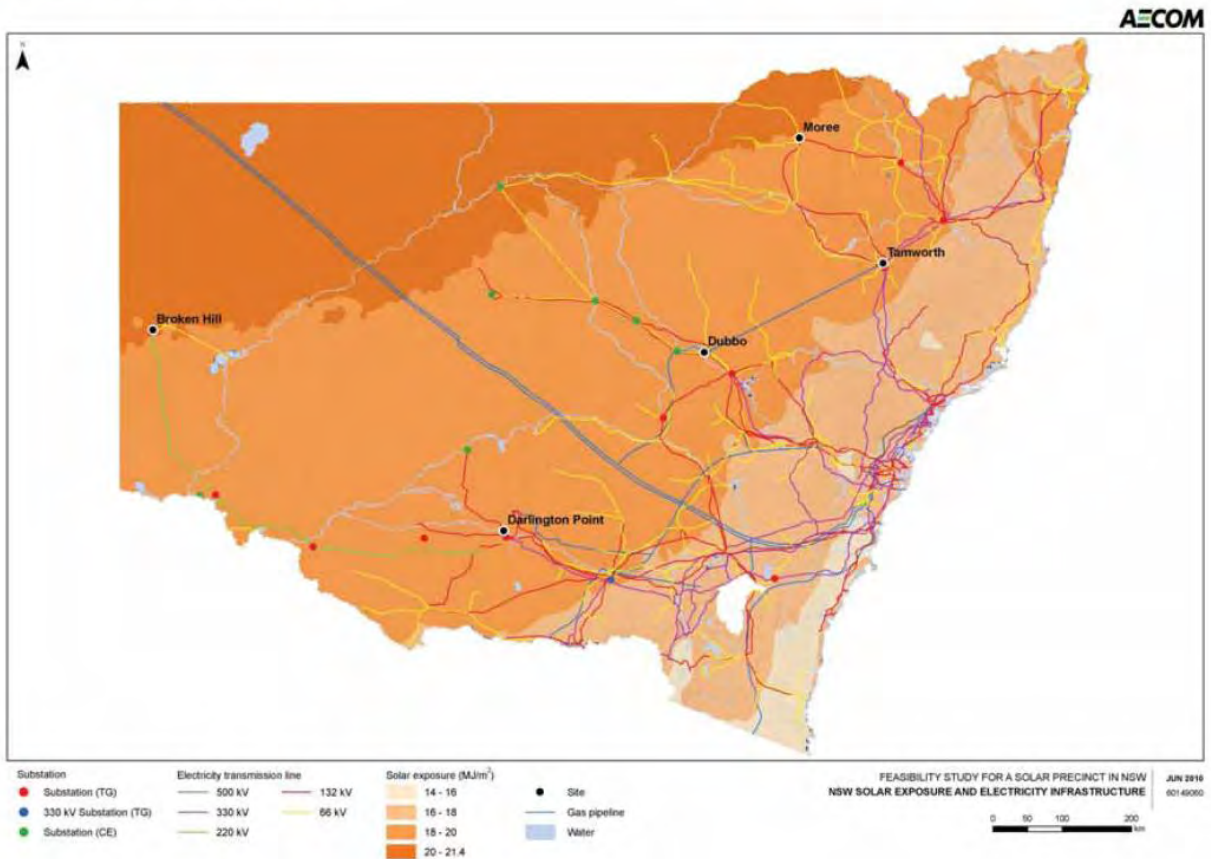 AECOM
N
Moree
Tamworth
Broken Hill
Dubbo
Darlington Point
Substation
Substation (TG)
330 kV Substation (TG)
Substation (CE)
Electricity transmission line
500 kV
330 kV
220 kV
132 kV
66 kV
Solar exposure (MJ/m²)
14 - 16
16 - 18
18 - 20
20 - 21.4
Site
Gas pipeline
Water
FEASIBILITY STUDY FOR A SOLAR PRECINCT IN NSW
NSW SOLAR EXPOSURE AND ELECTRICITY INFRASTRUCTURE
JUN 2010
60149060
0 50 100 200
km